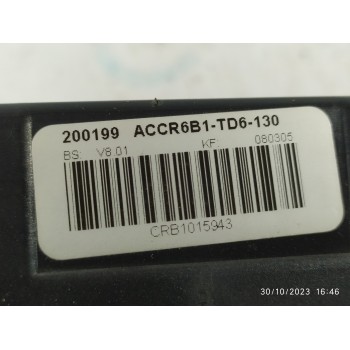 200199 ACCR6B1-TD6-130
BS: V8.01 KF 080305
CRB1015943
30/10/2023 16:46